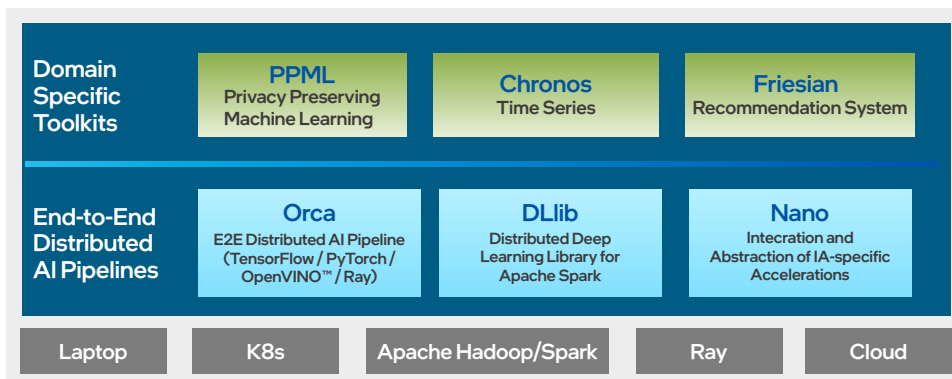 Domain
Specific
Toolkits
PPML
Privacy Preserving
Machine Learning
Chronos
Time Series
Friesian
Recommendation System
End-to-End
Distributed
AI Pipelines
Orca
E2E Distributed AI Pipeline
(TensorFlow / PyTorch /
OpenVINO™ / Ray)
DLlib
Distributed Deep
Learning Library for
Apache Spark
Nano
Intecration and
Abstraction of IA-specific
Accelerations
Laptop
K8s
Apache Hadoop/Spark
Ray
Cloud